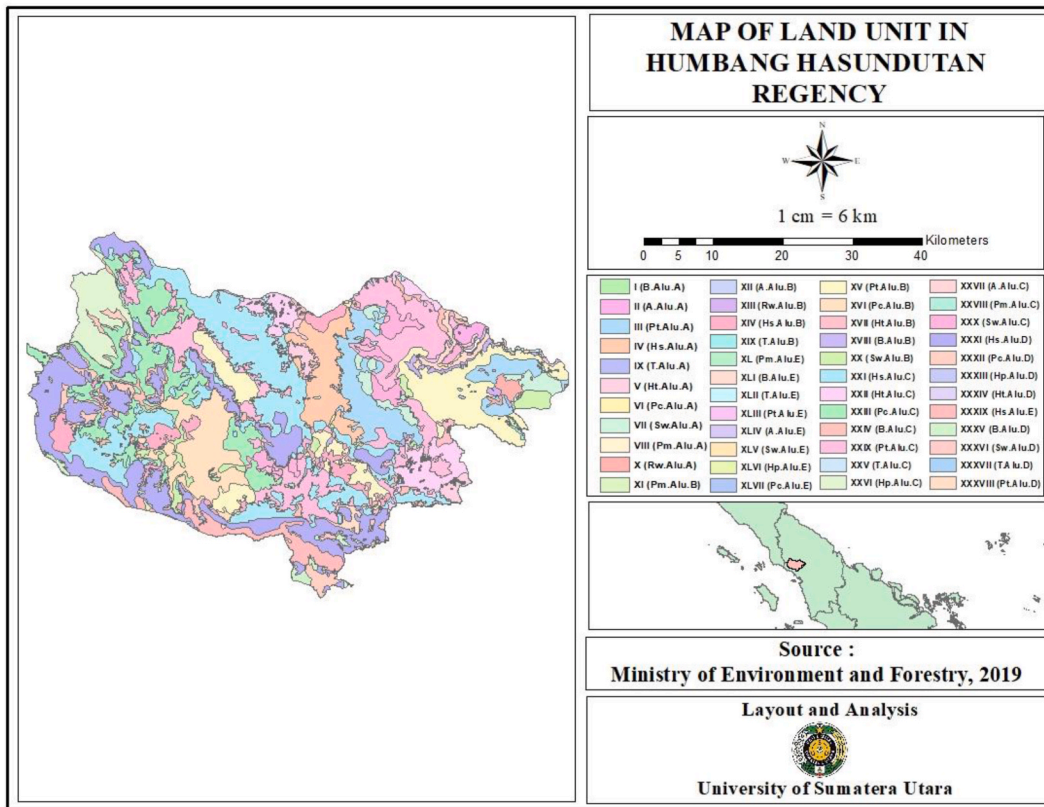 MAP OF LAND UNIT IN
HUMBANG HASUNDUTAN
REGENCY
N
W E
S
1 cm = 6 km
Kilometers
0 5 10 20 30 40
I (B.Alu.A)
II (A.Alu.A)
III (Pt.Alu.A)
IV (Hs.Alu.A)
IX (T.Alu.A)
V (Ht.Alu.A)
VI (Pc.Alu.A)
VII (Sw.Alu.A)
VIII (Pm.Alu.A)
X (Rw.Alu.A)
XI (Pm.Alu.B)
XII (A.Alu.B)
XIII (Rw.Alu.B)
XIV (Hs.Alu.B)
XIX (T.Alu.B)
XL (Pm.Alu.E)
XLI (B.Alu.E)
XLII (T.Alu.E)
XLIII (Pt.Alu.E)
XLIV (A.Alu.E)
XLV (Sw.Alu.E)
XLVI (Hp.Alu.E)
XLVII (Pc.Alu.E)
XV (Pt.Alu.B)
XVI (Pc.Alu.B)
XVII (Ht.Alu.B)
XVIII (B.Alu.B)
XX (Sw.Alu.B)
XXI (Hs.Alu.C)
XXII (Ht.Alu.C)
XXIII (Pc.Alu.C)
XXIV (B.Alu.C)
XXIX (Pt.Alu.C)
XXV (T.Alu.C)
XXVI (Hp.Alu.C)
XXVII (A.Alu.C)
XXVIII (Pm.Alu.C)
XXX (Sw.Alu.C)
XXXI (Hs.Alu.D)
XXXII (Pc.Alu.D)
XXXIII (Hp.Alu.D)
XXXIV (Ht.Alu.D)
XXXIX (Hs.Alu.E)
XXXV (B.Alu.D)
XXXVI (Sw.Alu.D)
XXXVII (T.Alu.D)
XXXVIII (Pt.Alu.D)
Source :
Ministry of Environment and Forestry, 2019
Layout and Analysis
University of Sumatera Utara